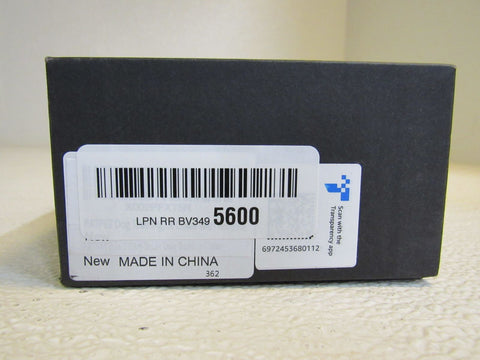 LPN RR BV349 5600
New MADE IN CHINA
362
Scan with the
Transparency app
6972453680112